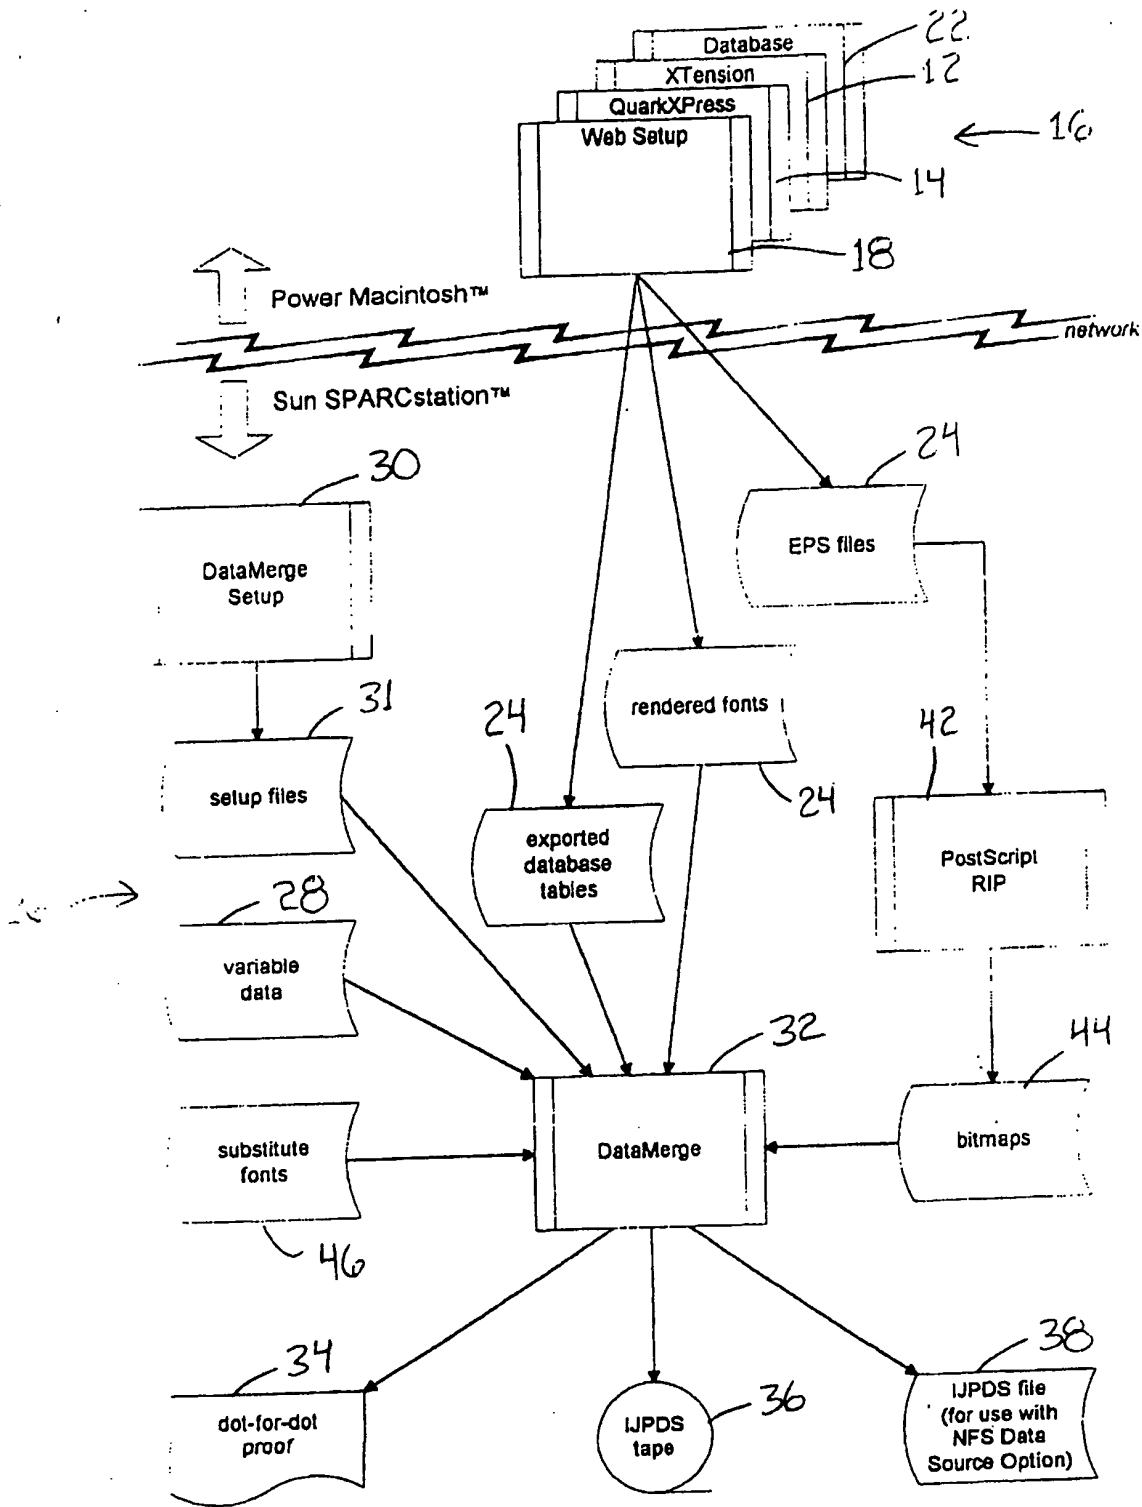 Database
22
XTension
12
QuarkXPress
Web Setup
16
14
18
Power Macintosh™
network
Sun SPARCstation™
24
30
EPS files
DataMerge
Setup
31
rendered fonts
24
42
setup files
24
exported
database
tables
PostScript
RIP
28
variable
data
32
44
substitute
fonts
DataMerge
bitmaps
46
34
38
dot-for-dot
proof
IJPDS
tape
36
IJPDS file
(for use with
NFS Data
Source Option)